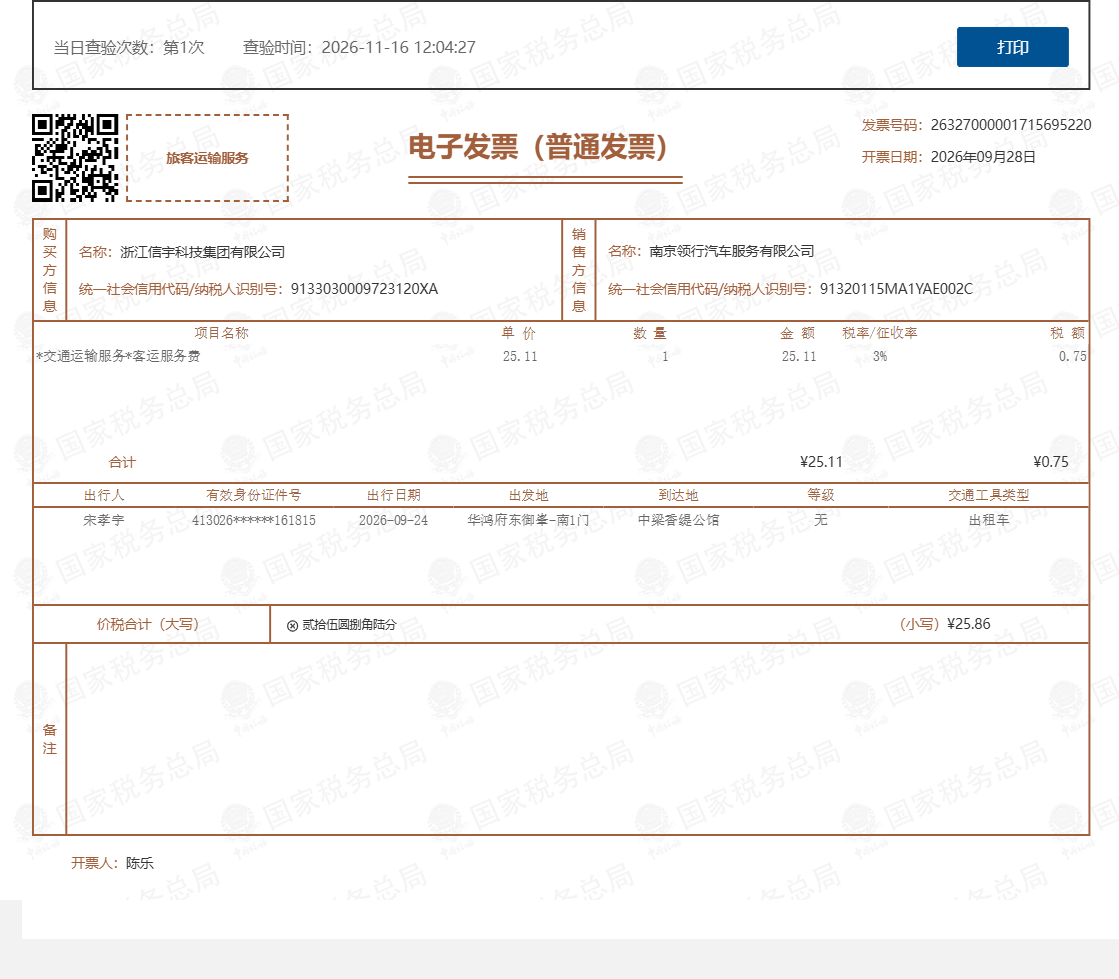 当日查验次数：第1次 查验时间：2026-11-16 12:04:27 打印
旅客运输服务
电子发票（普通发票）
发票号码：26327000001715695220
开票日期：2026年09月28日
购买方信息
名称：浙江信宇科技集团有限公司
统一社会信用代码/纳税人识别号：9133030009723120XA
销售方信息
名称：南京领行汽车服务有限公司
统一社会信用代码/纳税人识别号：91320115MA1YAE002C
项目名称 单价 数量 金额 税率/征收率 税额
*交通运输服务*客运服务费 25.11 1 25.11 3% 0.75
合计 ¥25.11 ¥0.75
出行人 有效身份证件号 出行日期 出发地 到达地 等级 交通工具类型
宋孝宇 413026******161815 2026-09-24 华鸿府东御峯-南1门 中梁香缇公馆 无 出租车
价税合计（大写） ⊗ 贰拾伍圆捌角陆分 （小写）¥25.86
备注
开票人：陈乐
国家税务总局